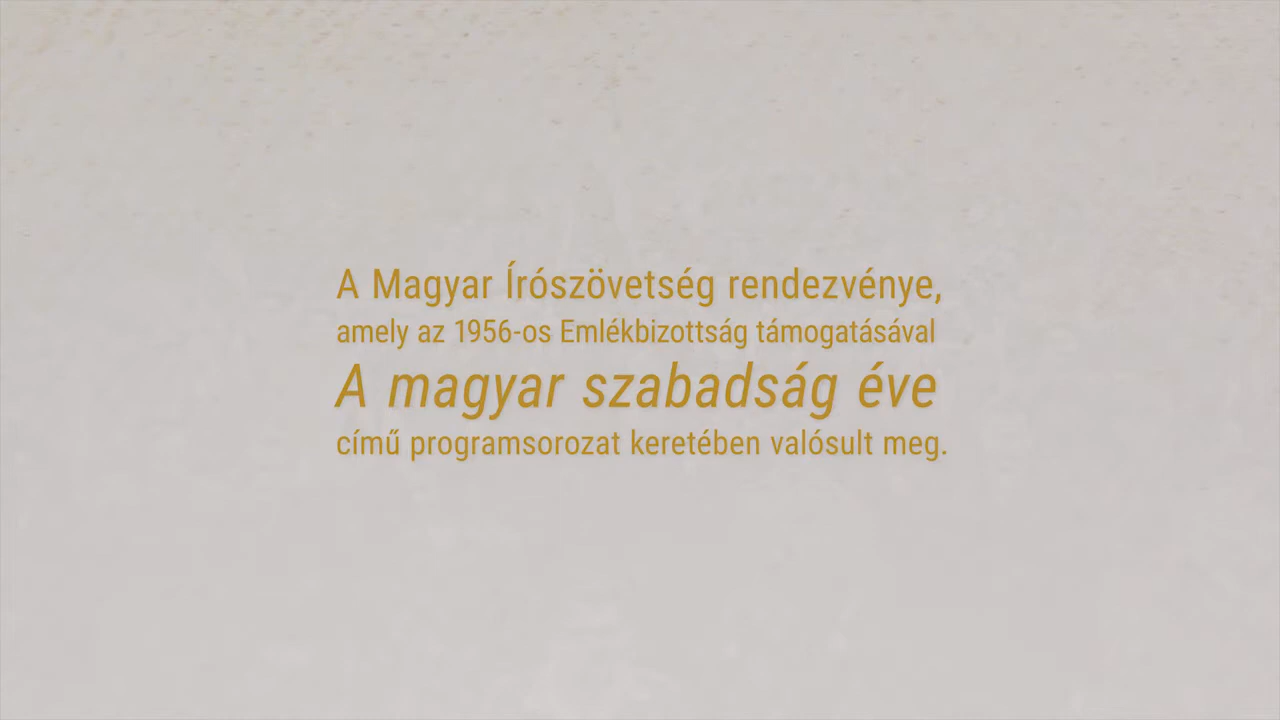 A Magyar Írószövetség rendezvénye,
amely az 1956-os Emlékbizottság támogatásával
A magyar szabadság éve
című programsorozat keretében valósult meg.